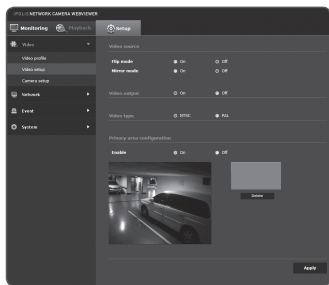 iPOLiS NETWORK CAMERA WEBVIEWER
Monitoring Playback Setup
Video
Video profile
Video setup
Camera setup
Network
Event
System
Video source
Flip mode On Off
Mirror mode On Off
Video output On Off
Video type NTSC PAL
Privacy area configuration
Enable On Off
Delete
Apply